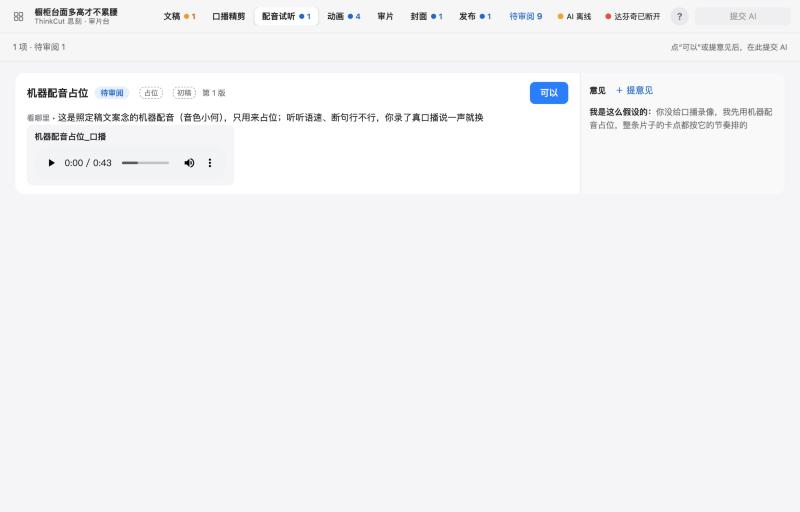 橱柜台面多高才不累腰
ThinkCut 思刻 · 审片台
文稿 1 口播精剪 配音试听 1 动画 4 审片 封面 1 发布 1 待审阅 9 AI 离线 达芬奇已断开 ? 提交 AI
1 项 · 待审阅 1
点“可以”或提意见后，在此提交 AI
机器配音占位 待审阅 占位 初稿 第 1 版 可以
看哪里 · 这是照定稿文案念的机器配音（音色小何），只用来占位；听听语速、断句行不行，你录了真口播说一声就换
机器配音占位_口播
0:00 / 0:43
意见 + 提意见
我是这么假设的：你没给口播录像，我先用机器配
音占位，整条片子的卡点都按它的节奏排的